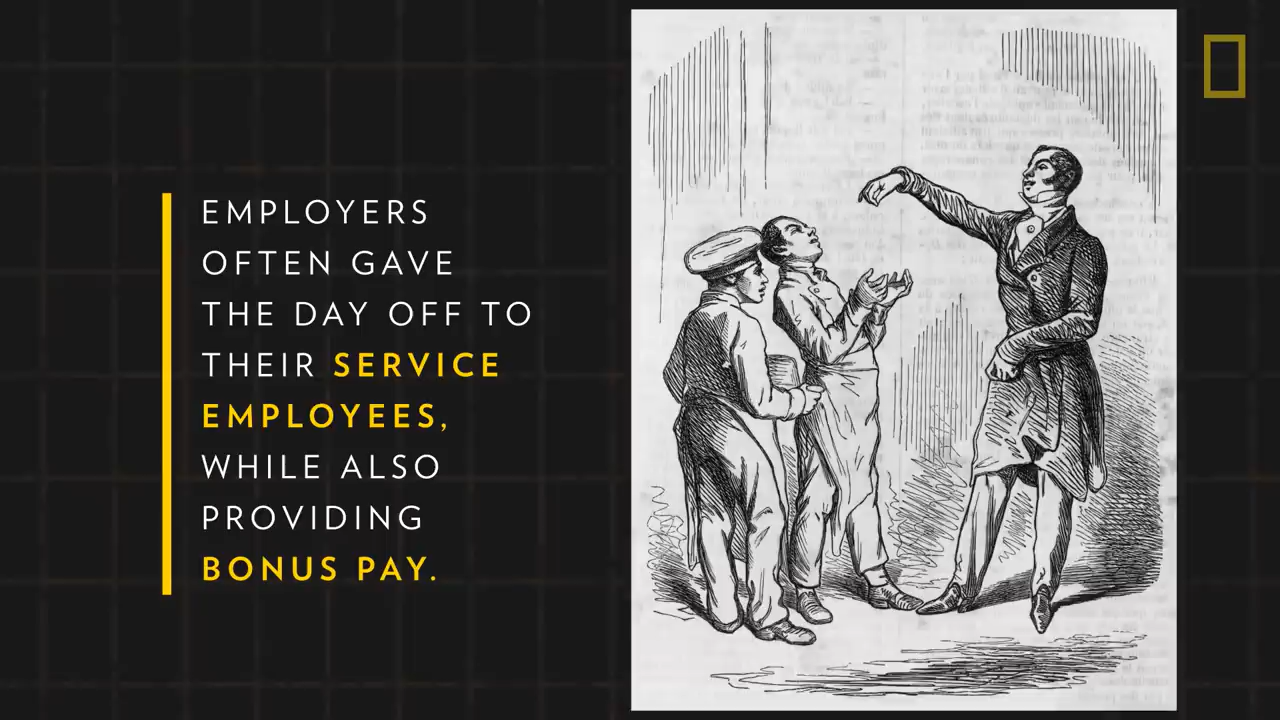 EMPLOYERS
OFTEN GAVE
THE DAY OFF TO
THEIR SERVICE
EMPLOYEES,
WHILE ALSO
PROVIDING
BONUS PAY.